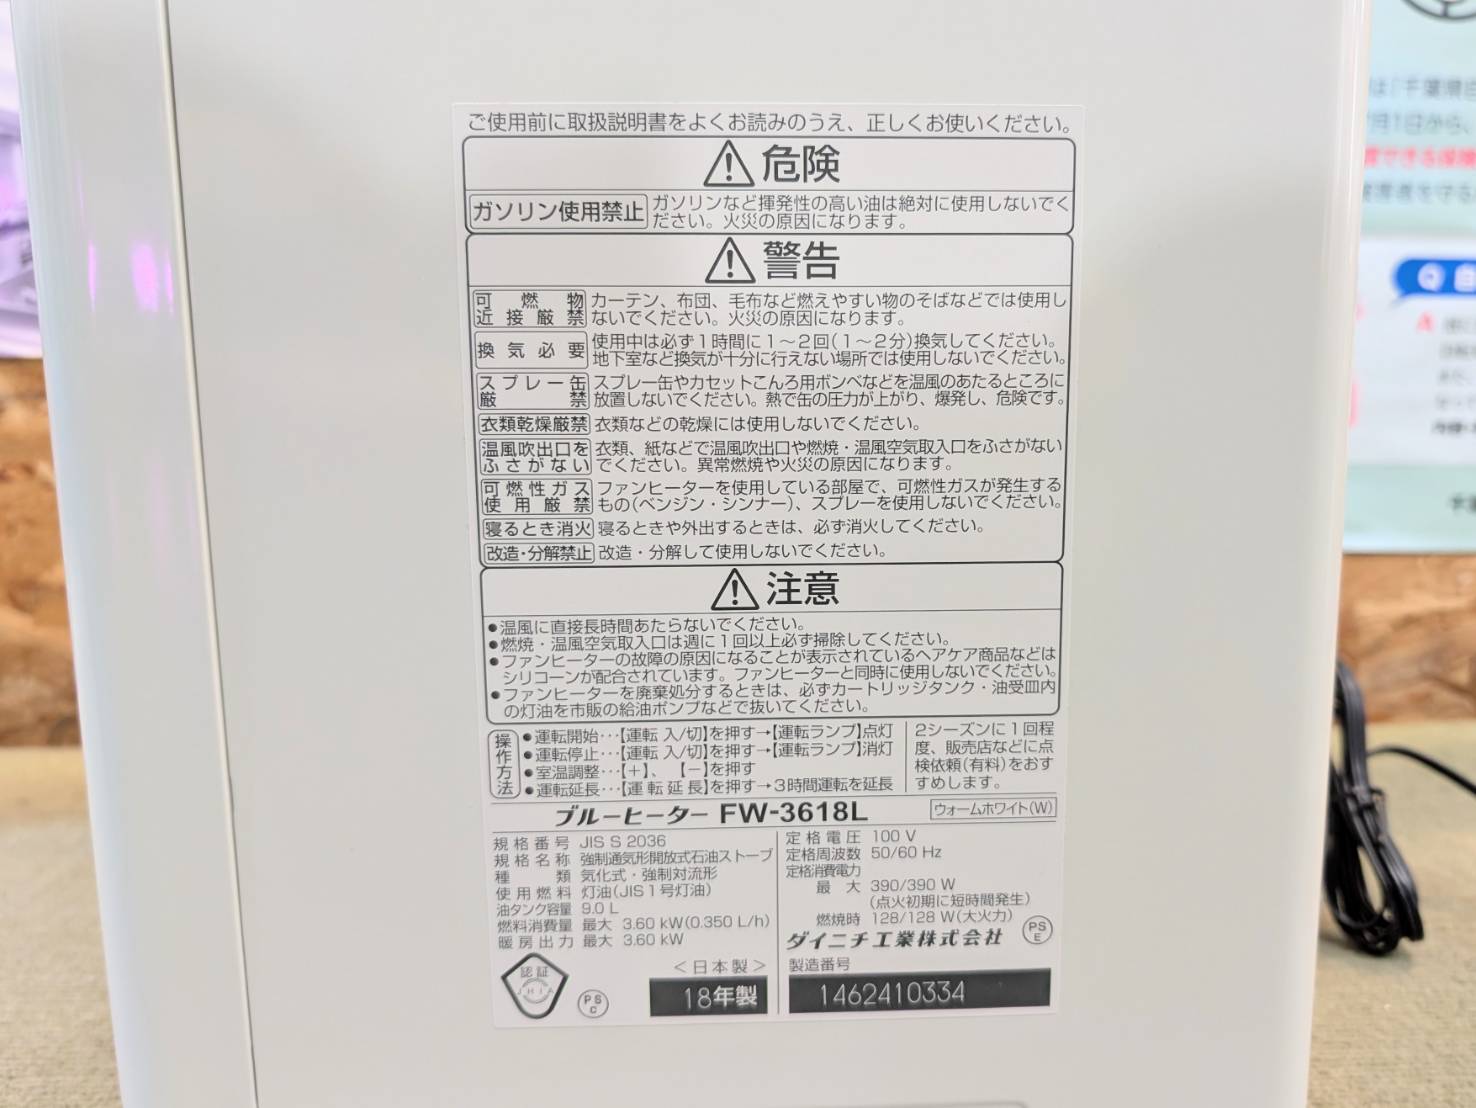 ご使用前に取扱説明書をよくお読みのうえ、正しくお使いください。
危険
ガソリン使用禁止
ガソリンなど揮発性の高い油は絶対に使用しないでく
ださい。火災の原因になります。
警告
可燃物
近接厳禁
カーテン、布団、毛布など燃えやすい物のそばなどでは使用し
ないでください。火災の原因になります。
換気必要
使用中は必ず1時間に1〜2回(1〜2分)換気してください。
地下室など換気が十分に行えない場所では使用しないでください。
スプレー缶
厳禁
スプレー缶やカセットこんろ用ボンベなどを温風のあたるところに
放置しないでください。熱で缶の圧力が上がり、爆発し、危険です。
衣類乾燥厳禁
衣類などの乾燥には使用しないでください。
温風吹出口を
ふさがない
衣類、紙などで温風吹出口や燃焼・温風空気取入口をふさがない
でください。異常燃焼や火災の原因になります。
可燃性ガス
使用厳禁
ファンヒーターを使用している部屋で、可燃性ガスが発生する
もの(ベンジン・シンナー)、スプレーを使用しないでください。
寝るとき消火
寝るときや外出するときは、必ず消火してください。
改造・分解禁止
改造・分解して使用しないでください。
注意
●温風に直接長時間あたらないでください。
●燃焼・温風空気取入口は週に1回以上必ず掃除してください。
●ファンヒーターの故障の原因になることが表示されているヘアケア商品などは
シリコーンが配合されています。ファンヒーターと同時に使用しないでください。
●ファンヒーターを廃棄処分するときは、必ずカートリッジタンク・油受皿内
の灯油を市販の給油ポンプなどで抜いてください。
操作方法
●運転開始…【運転 入/切】を押す→【運転ランプ】点灯
●運転停止…【運転 入/切】を押す→【運転ランプ】消灯
●室温調整…【+】、【−】を押す
●運転延長…【運転延長】を押す→3時間運転を延長
2シーズンに1回程
度、販売店などに点
検依頼(有料)をおす
すめします。
ブルーヒーター FW-3618L
ウォームホワイト(W)
規格番号 JIS S 2036
規格名称 強制通気形開放式石油ストーブ
種類 気化式・強制対流形
使用燃料 灯油(JIS1号灯油)
油タンク容量 9.0 L
燃料消費量 最大 3.60 kW(0.350 L/h)
暖房出力 最大 3.60 kW
定格電圧 100 V
定格周波数 50/60 Hz
定格消費電力
最大 390/390 W
(点火初期に短時間発生)
燃焼時 128/128 W(大火力)
ダイニチ工業株式会社
PS
E
認証
JHIA
PS
C
<日本製>
18年製
製造番号
1462410334
Q
A